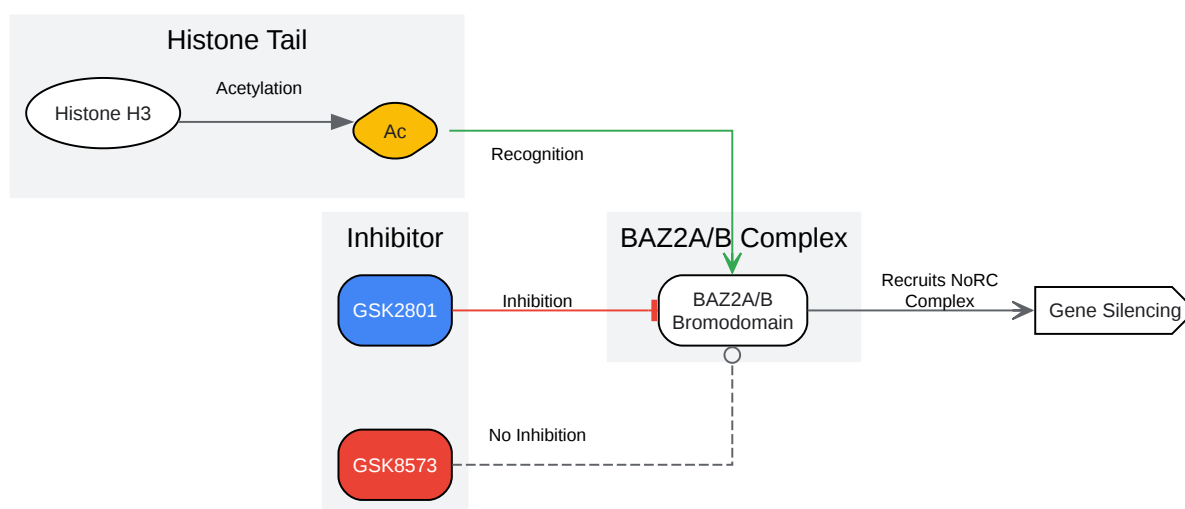 Histone Tail
Histone H3
Acetylation
Ac
Recognition
Inhibitor
BAZ2A/B Complex
GSK2801
Inhibition
BAZ2A/B
Bromodomain
Recruits NoRC
Complex
Gene Silencing
GSK8573
No Inhibition